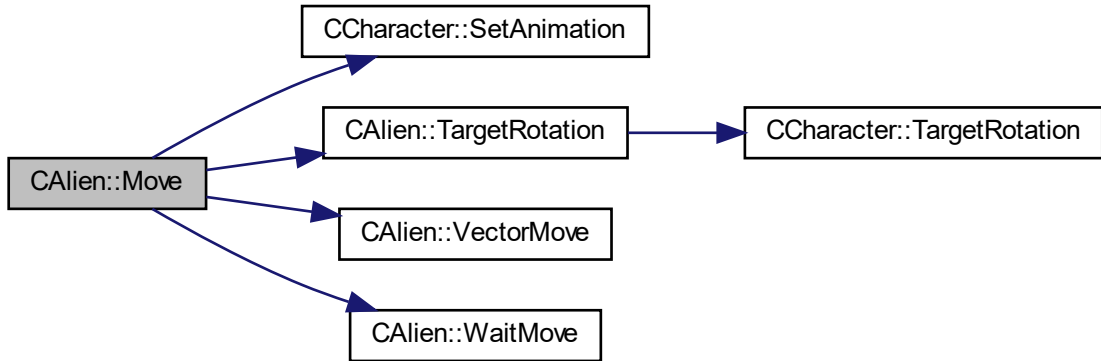 CCharacter::SetAnimation
CAlien::TargetRotation
CCharacter::TargetRotation
CAlien::Move
CAlien::VectorMove
CAlien::WaitMove